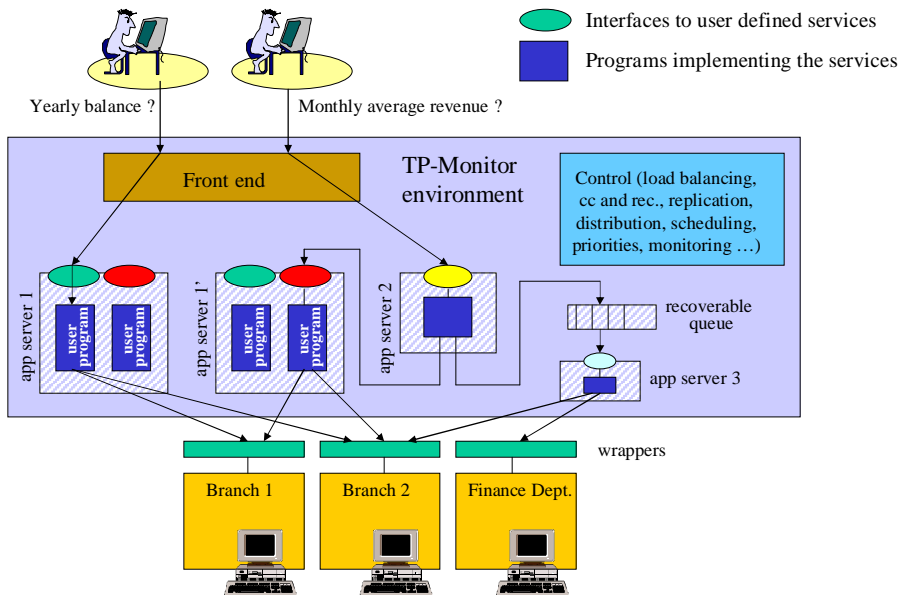 Interfaces to user defined services
Programs implementing the services
Yearly balance ?
Monthly average revenue ?
Front end
TP-Monitor
environment
Control (load balancing,
cc and rec., replication,
distribution, scheduling,
priorities, monitoring …)
app server 1
user
program
user
program
app server 1’
user
program
user
program
app server 2
recoverable
queue
app server 3
wrappers
Branch 1
Branch 2
Finance Dept.